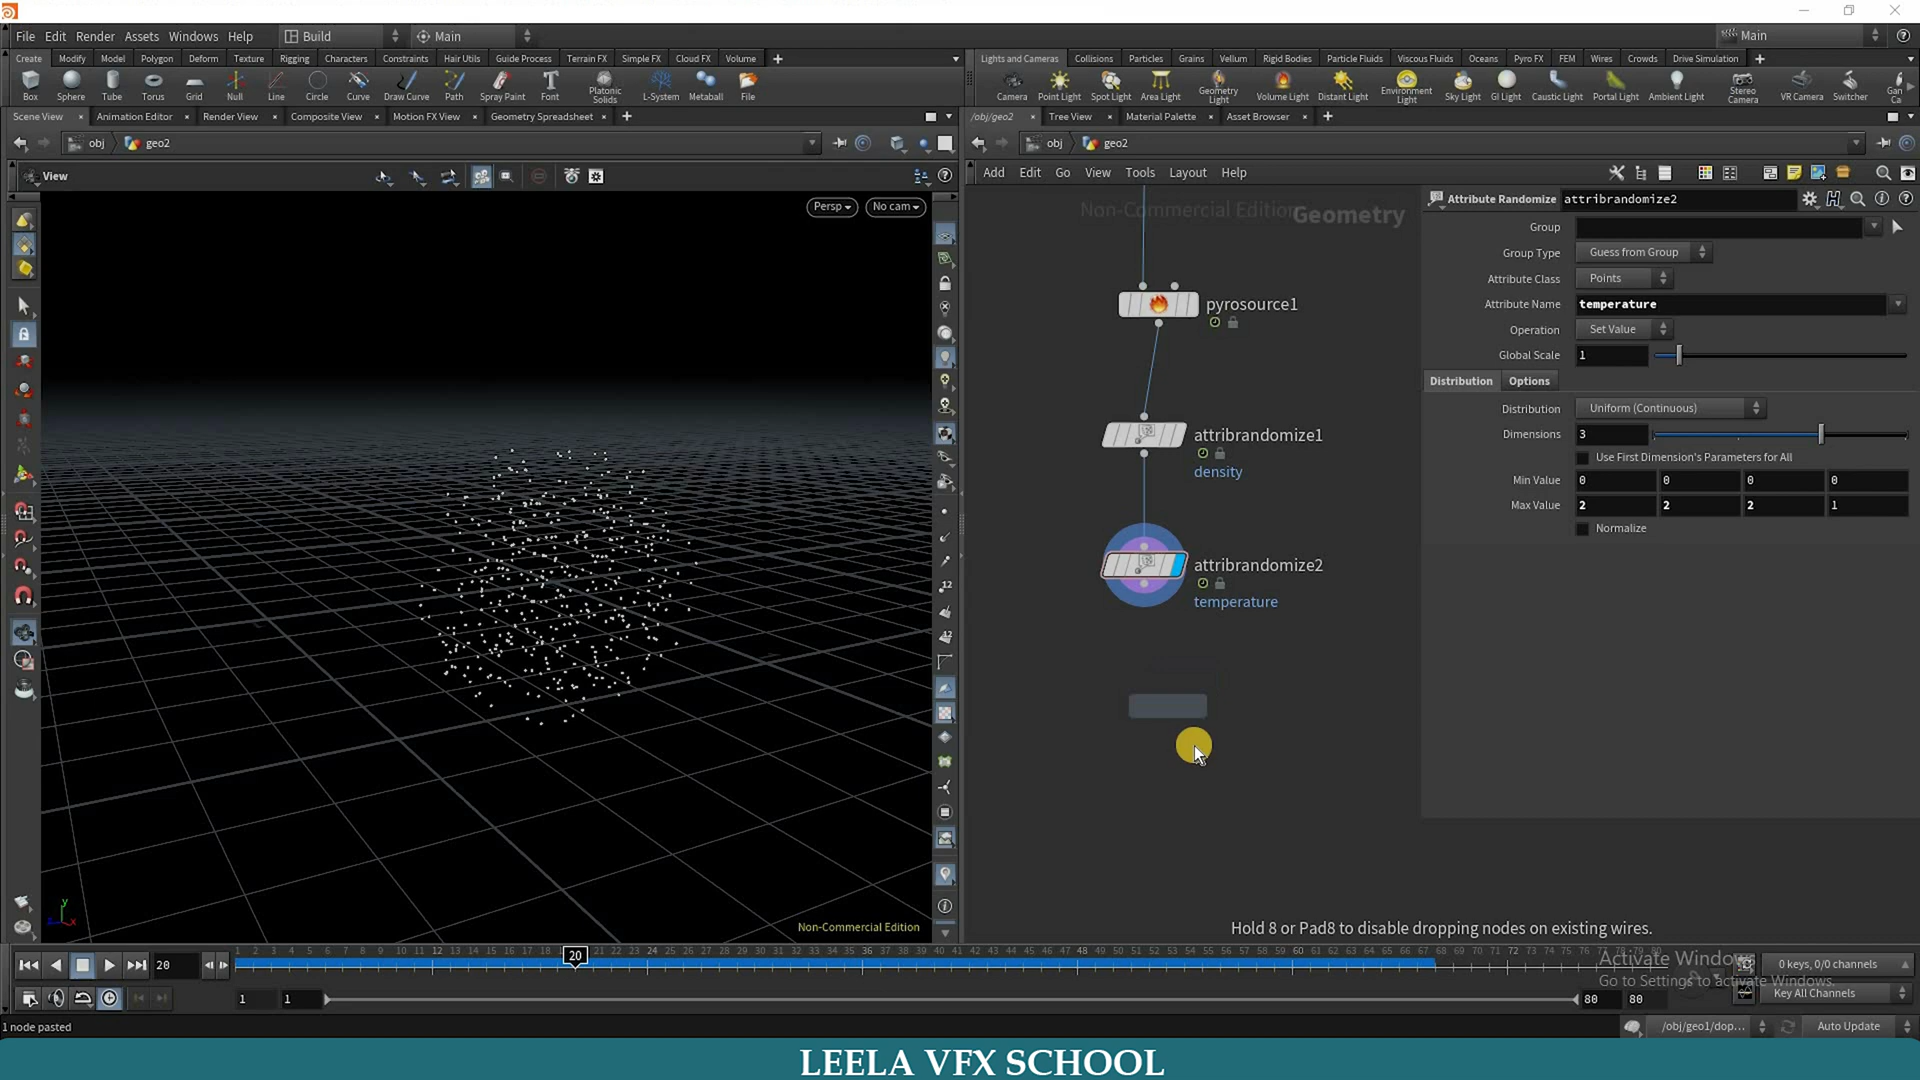 File Edit Render Assets Windows Help Build Main Main
Create Modify Model Polygon Deform Texture Rigging Characters Constraints Hair Utils Guide Process Terrain FX Simple FX Cloud FX Volume
Lights and Cameras Collisions Particles Grains Vellum Rigid Bodies Particle Fluids Viscous Fluids Oceans Pyro FX FEM Wires Crowds Drive Simulation
Box Sphere Tube Torus Grid Null Line Circle Curve Draw Curve Path Spray Paint Font Platonic Solids L-System Metaball File
Camera Point Light Spot Light Area Light Geometry Light Volume Light Distant Light Environment Light Sky Light GI Light Caustic Light Portal Light Ambient Light Stereo Camera VR Camera Switcher Gan Ca
Scene View Animation Editor Render View Composite View Motion FX View Geometry Spreadsheet
/obj/geo2 Tree View Material Palette Asset Browser
obj geo2
obj geo2
View
Add Edit Go View Tools Layout Help
Persp No cam
Non-Commercial Edition
Geometry
Attribute Randomize attribrandomize2
Group
Group Type Guess from Group
Attribute Class Points
Attribute Name temperature
Operation Set Value
Global Scale 1
Distribution Options
Distribution Uniform (Continuous)
Dimensions 3
Use First Dimension's Parameters for All
Min Value 0 0 0 0
Max Value 2 2 2 1
Normalize
pyrosource1
attribrandomize1
density
attribrandomize2
temperature
12
12
Non-Commercial Edition
Hold 8 or Pad8 to disable dropping nodes on existing wires.
20
20
Activate Windows
Go to Settings to activate Windows.
0 keys, 0/0 channels
Key All Channels
1 1 80 80
1 node pasted
/obj/geo1/dop... Auto Update
LEELA VFX SCHOOL